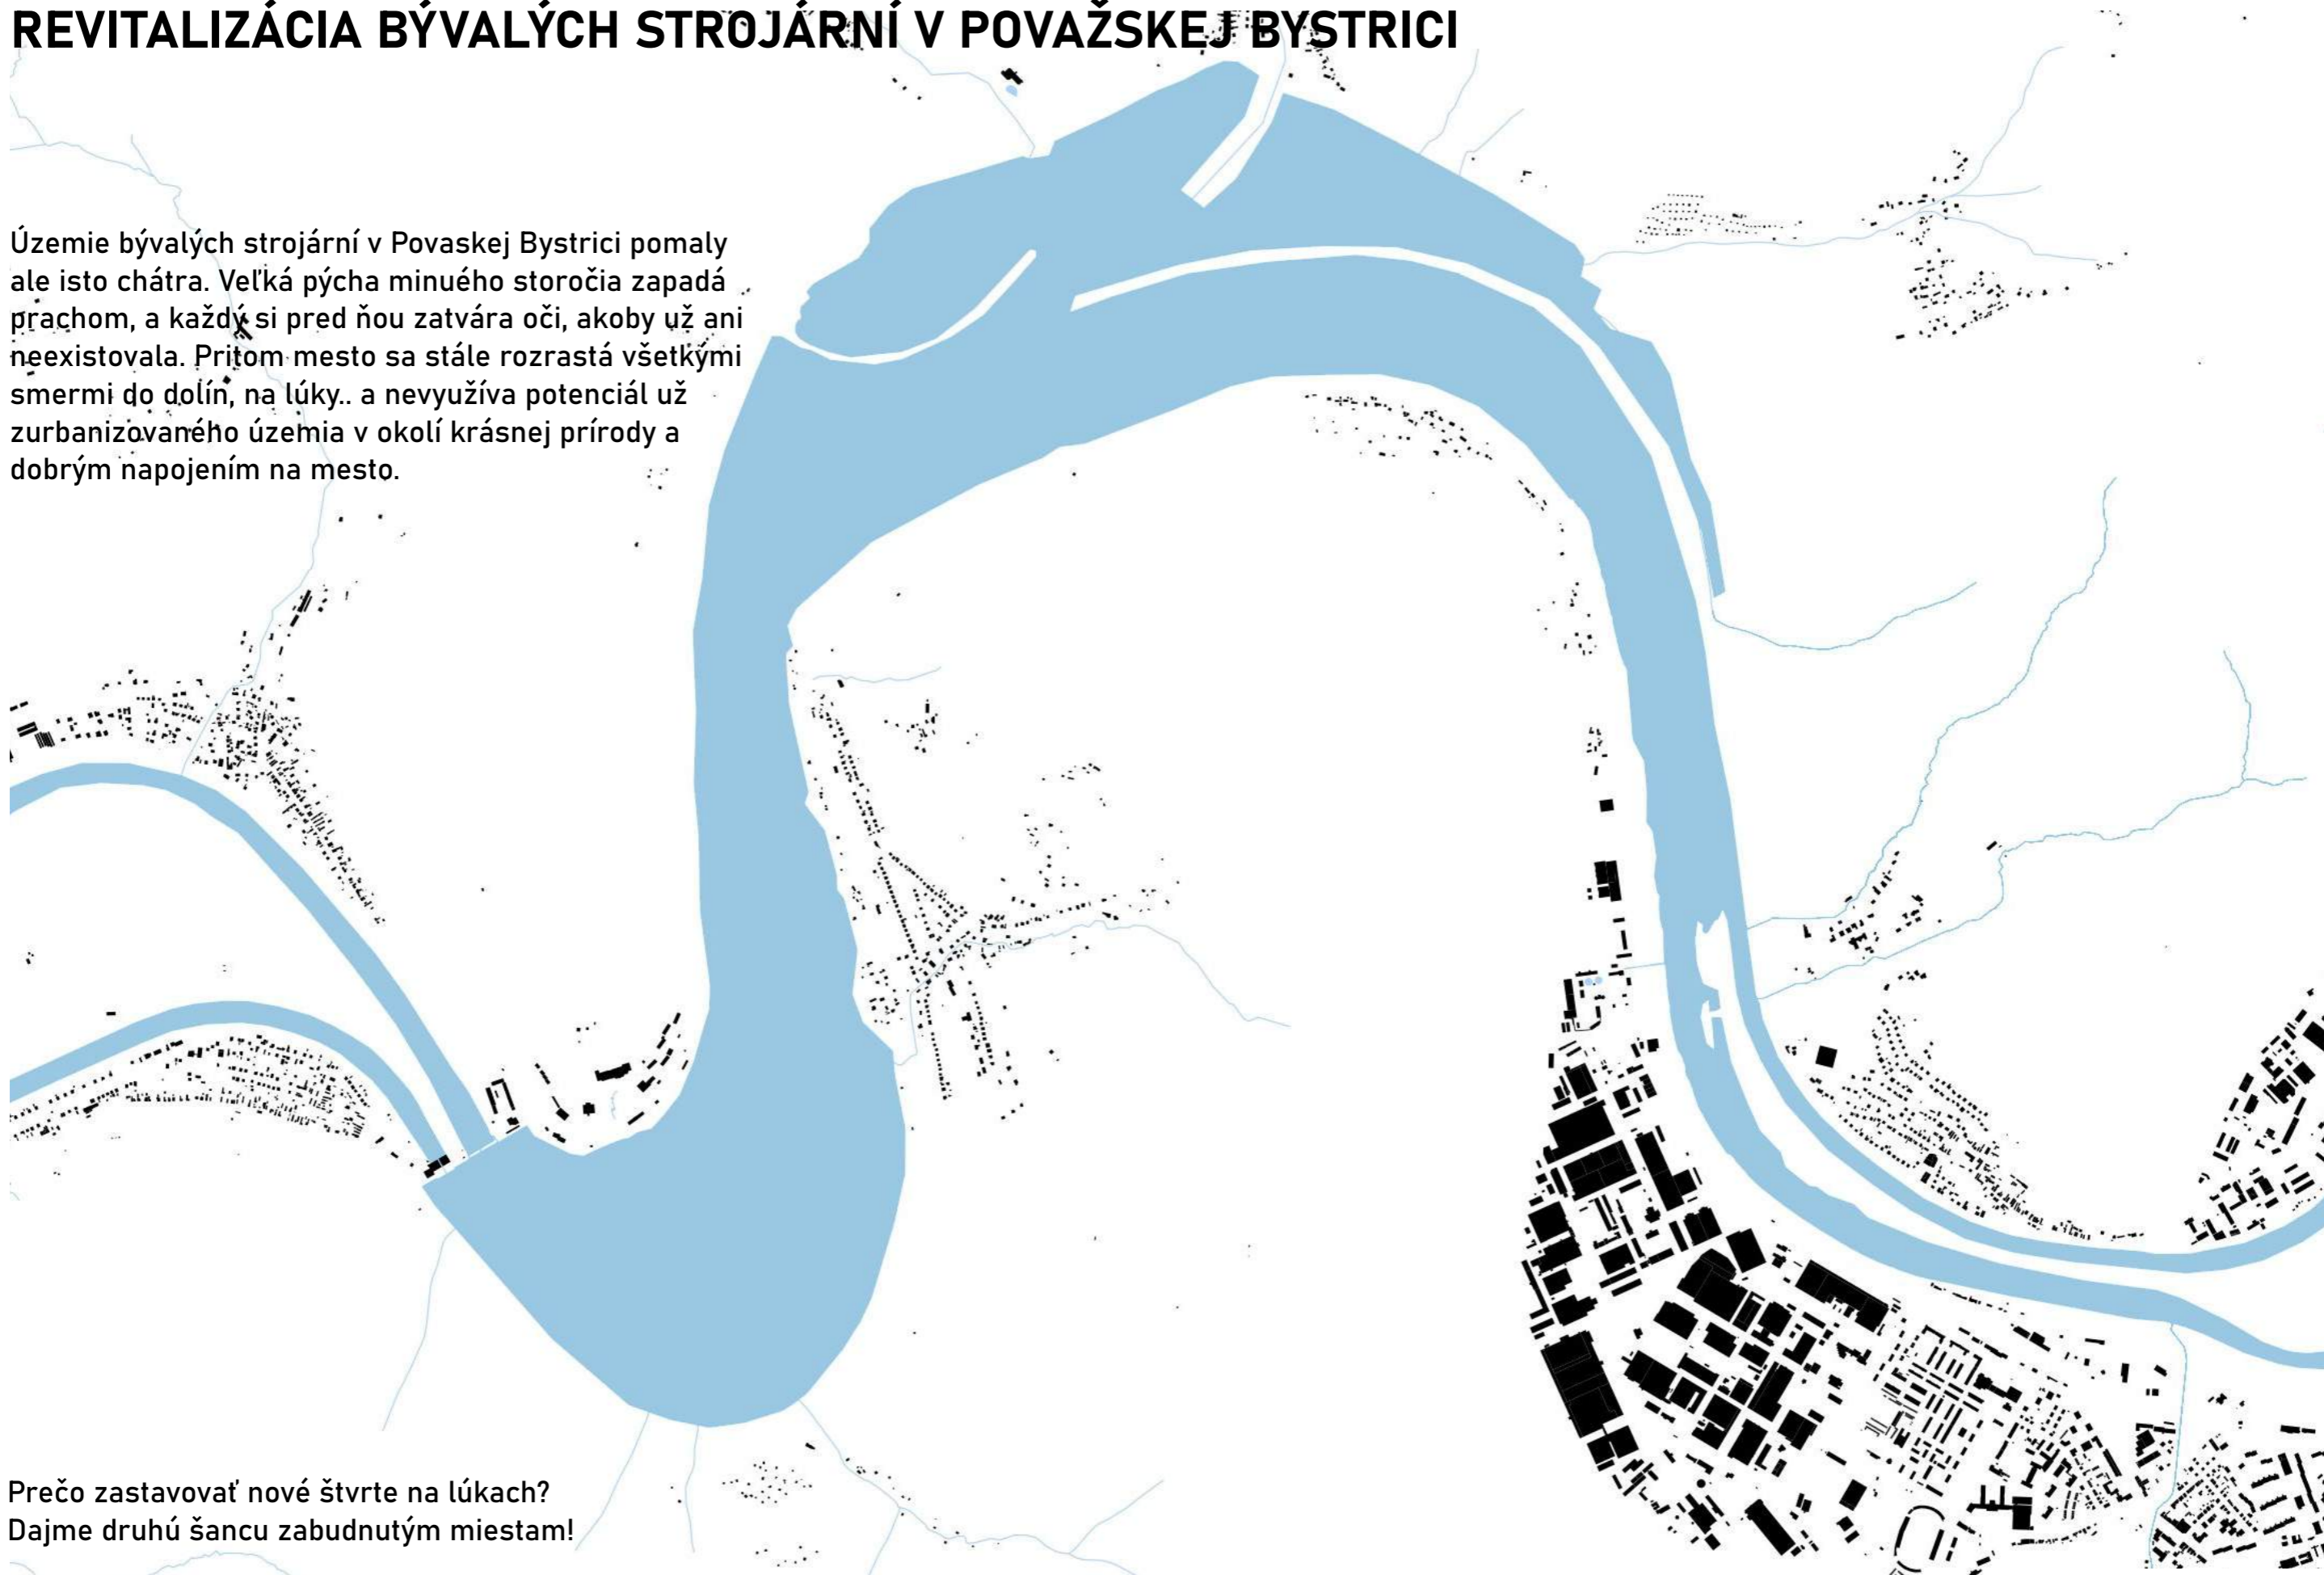 REVITALIZÁCIA BÝVALÝCH STROJÁRNÍ V POVAŽSKEJ BYSTRICI
Územie bývalých strojární v Povaskej Bystrici pomaly
ale isto chátra. Veľká pýcha minuého storočia zapadá
prachom, a každý si pred ňou zatvára oči, akoby už ani
neexistovala. Pritom mesto sa stále rozrastá všetkými
smermi do dolín, na lúky.. a nevyužíva potenciál už
zurbanizovaného územia v okolí krásnej prírody a
dobrým napojením na mesto.
Prečo zastavovať nové štvrte na lúkach?
Dajme druhú šancu zabudnutým miestam!